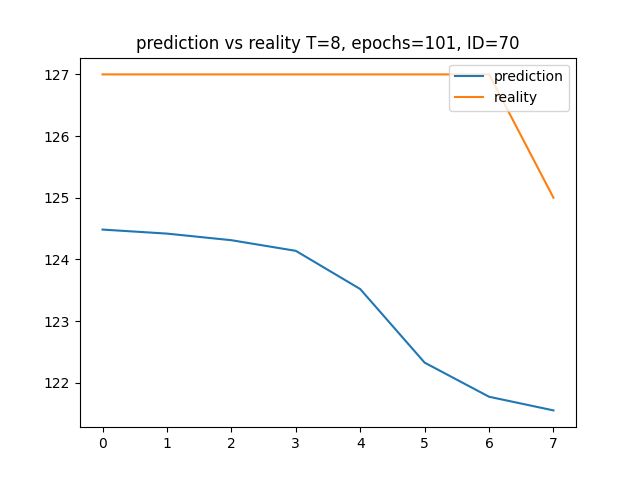 prediction vs reality T=8, epochs=101, ID=70
prediction
reality
127
126
125
124
123
122
0 1 2 3 4 5 6 7